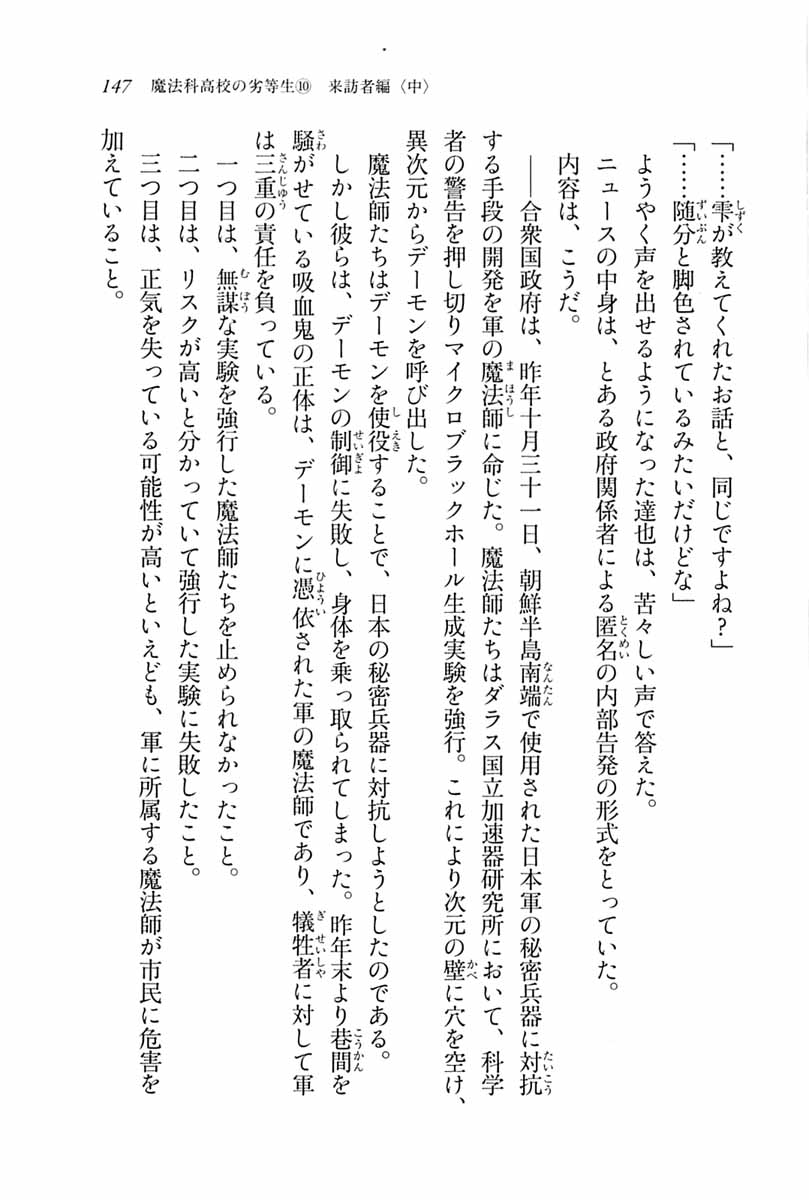 147　魔法科高校の劣等生⑩　来訪者編〈中〉
「……雫が教えてくれたお話と、同じですよね？」
「……随分と脚色されているみたいだけどな」
ようやく声を出せるようになった達也は、苦々しい声で答えた。
ニュースの中身は、とある政府関係者による匿名の内部告発の形式をとっていた。
内容は、こうだ。
――合衆国政府は、昨年十月三十一日、朝鮮半島南端で使用された日本軍の秘密兵器に対抗
する手段の開発を軍の魔法師に命じた。魔法師たちはダラス国立加速器研究所において、科学
者の警告を押し切りマイクロブラックホール生成実験を強行。これにより次元の壁に穴を空け、
異次元からデーモンを呼び出した。
魔法師たちはデーモンを使役することで、日本の秘密兵器に対抗しようとしたのである。
しかし彼らは、デーモンの制御に失敗し、身体を乗っ取られてしまった。昨年末より巷間を
騒がせている吸血鬼の正体は、デーモンに憑依された軍の魔法師であり、犠牲者に対して軍
は三重の責任を負っている。
一つ目は、無謀な実験を強行した魔法師たちを止められなかったこと。
二つ目は、リスクが高いと分かっていて強行した実験に失敗したこと。
三つ目は、正気を失っている可能性が高いといえども、軍に所属する魔法師が市民に危害を
加えていること。